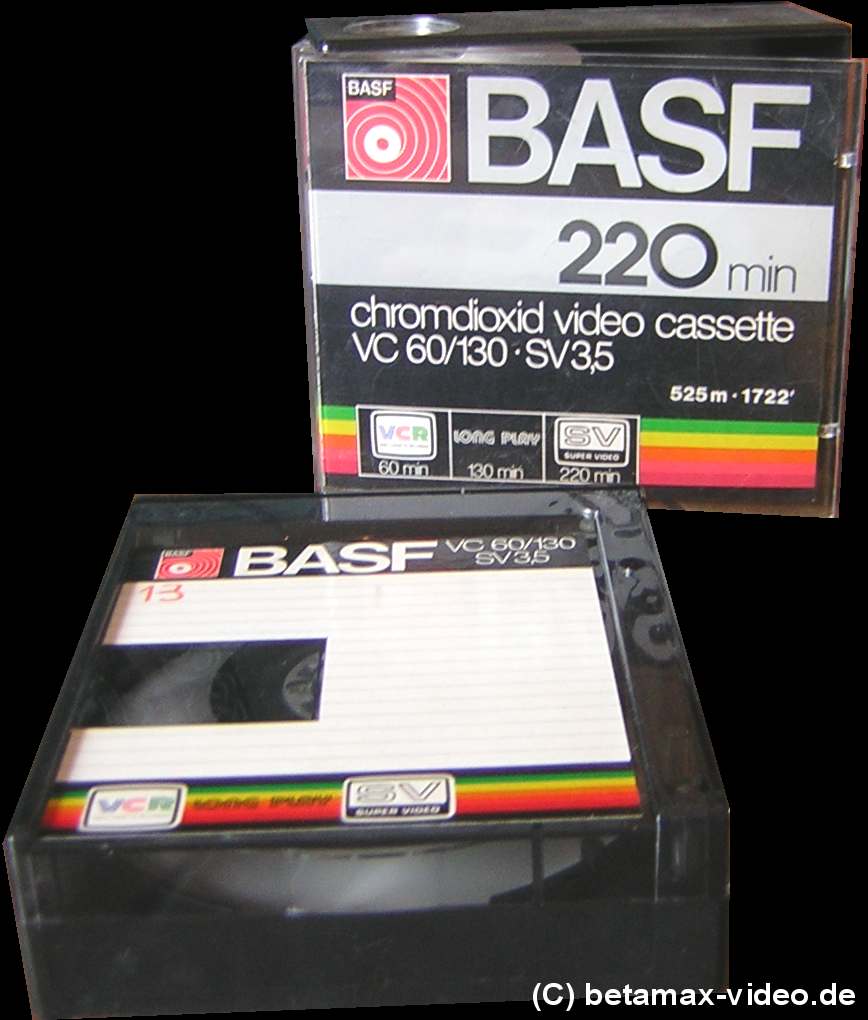 BASF
BASF
220 min
chromdioxid video cassette
VC 60/130 · SV 3,5
525 m · 1722'
VCR
60 min
LONG PLAY
130 min
SV
SUPER VIDEO
220 min
BASF
BASF
VC 60/130
SV 3,5
13
VCR
LONG PLAY
SV
SUPER VIDEO
(C) betamax-video.de